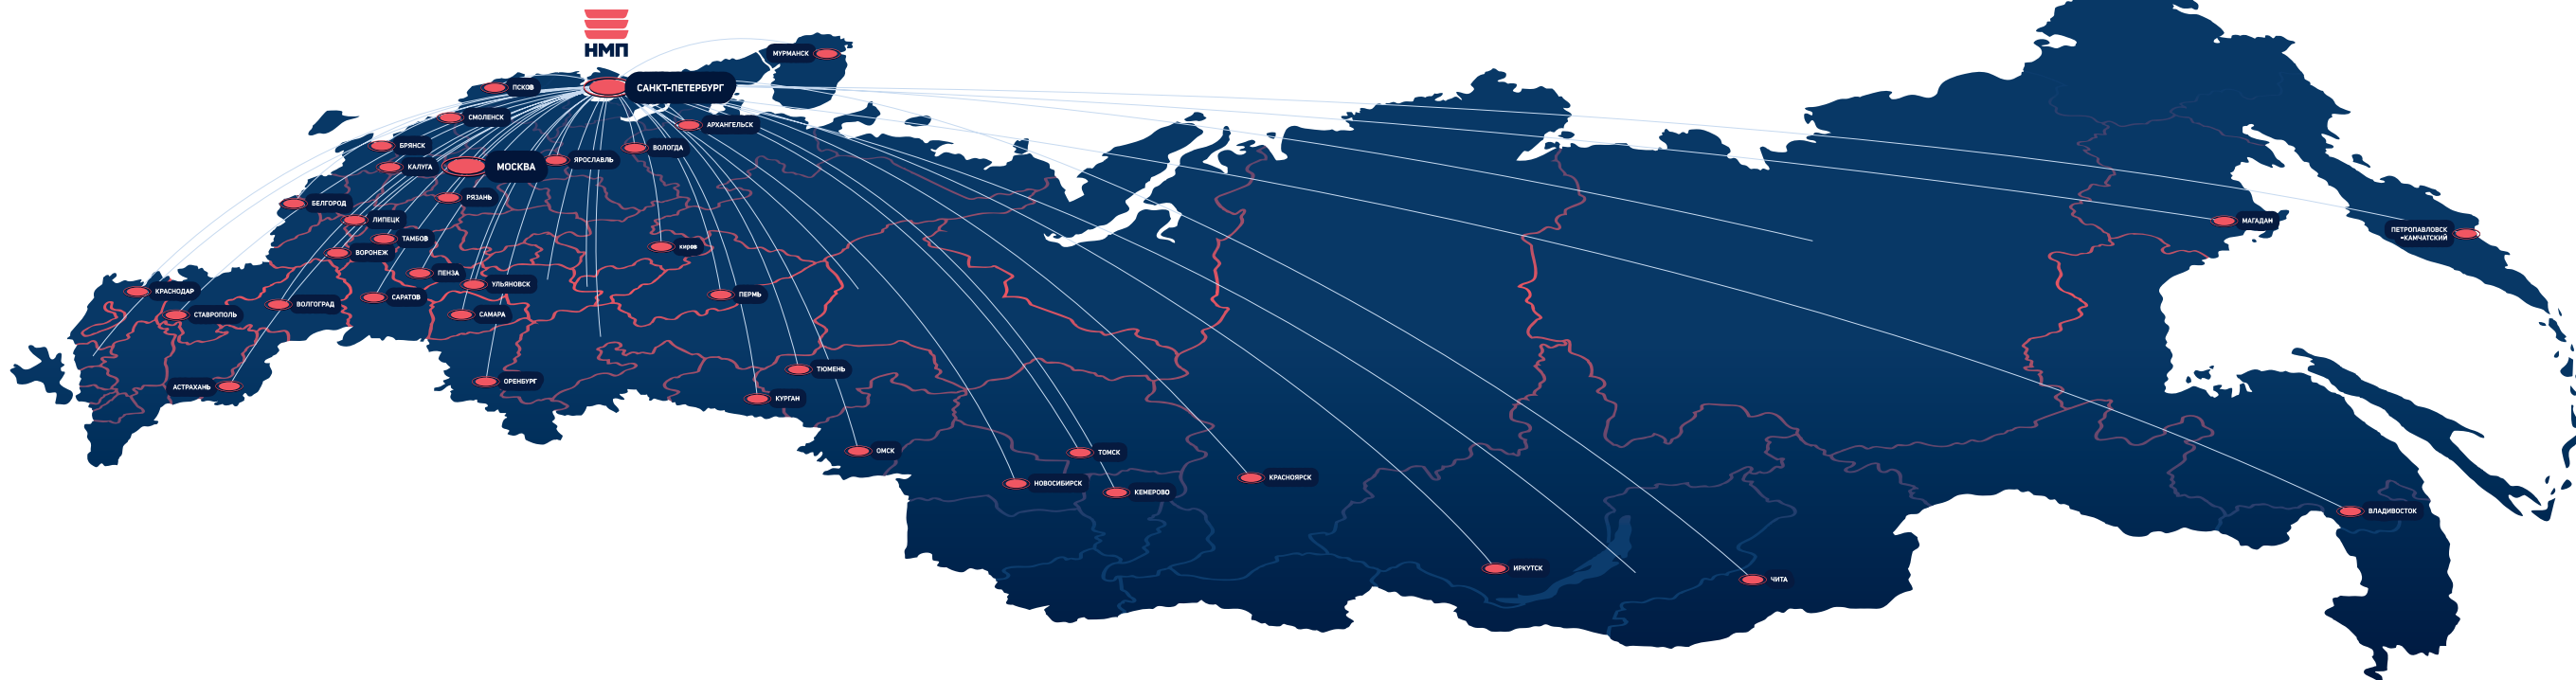 НМП
МУРМАНСК
ПСКОВ
САНКТ-ПЕТЕРБУРГ
СМОЛЕНСК
АРХАНГЕЛЬСК
БРЯНСК
ВОЛОГДА
ЯРОСЛАВЛЬ
КАЛУГА
МОСКВА
РЯЗАНЬ
БЕЛГОРОД
ЛИПЕЦК
МАГАДАН
ПЕТРОПАВЛОВСК
-КАМЧАТСКИЙ
ТАМБОВ
киров
ВОРОНЕЖ
ПЕНЗА
УЛЬЯНОВСК
КРАСНОДАР
ПЕРМЬ
САРАТОВ
ВОЛГОГРАД
СТАВРОПОЛЬ
САМАРА
ТЮМЕНЬ
ОРЕНБУРГ
АСТРАХАНЬ
КУРГАН
ОМСК
ТОМСК
КРАСНОЯРСК
НОВОСИБИРСК
КЕМЕРОВО
ВЛАДИВОСТОК
ИРКУТСК
ЧИТА